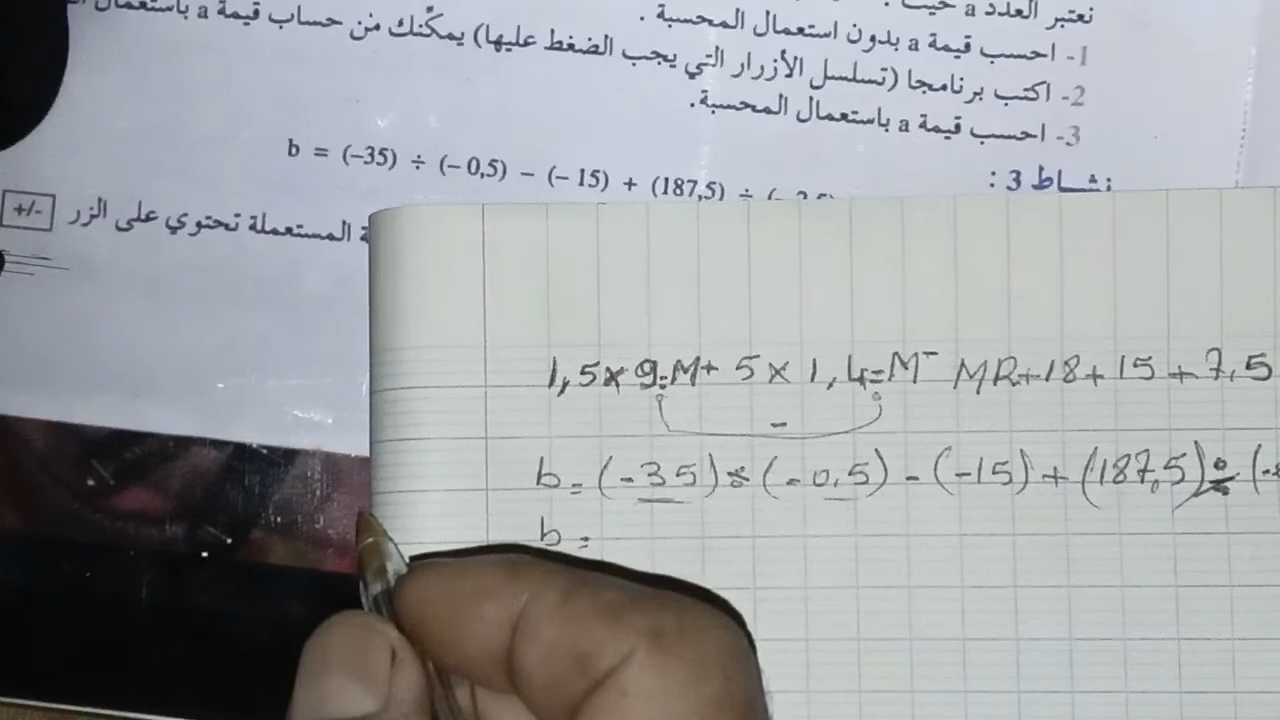 نعتبر العدد a حيث :
1- احسب قيمة a بدون استعمال المحسبة .
2- اكتب برنامجا (تسلسل الأزرار التي يجب الضغط عليها) يمكّنك من حساب قيمة a باستعمال
3- احسب قيمة a باستعمال المحسبة.
نشاط 3 :
b = (–35) ÷ (– 0,5) – (– 15) + (187,5) ÷ (
المستعملة تحتوي على الزر +/-
1,5 × 9 = M+ 5 × 1,4 = M- MR + 18 + 15 + 7,5
-
b = (-35) ÷ (-0,5) - (-15) + (187,5) ÷ (-
b =